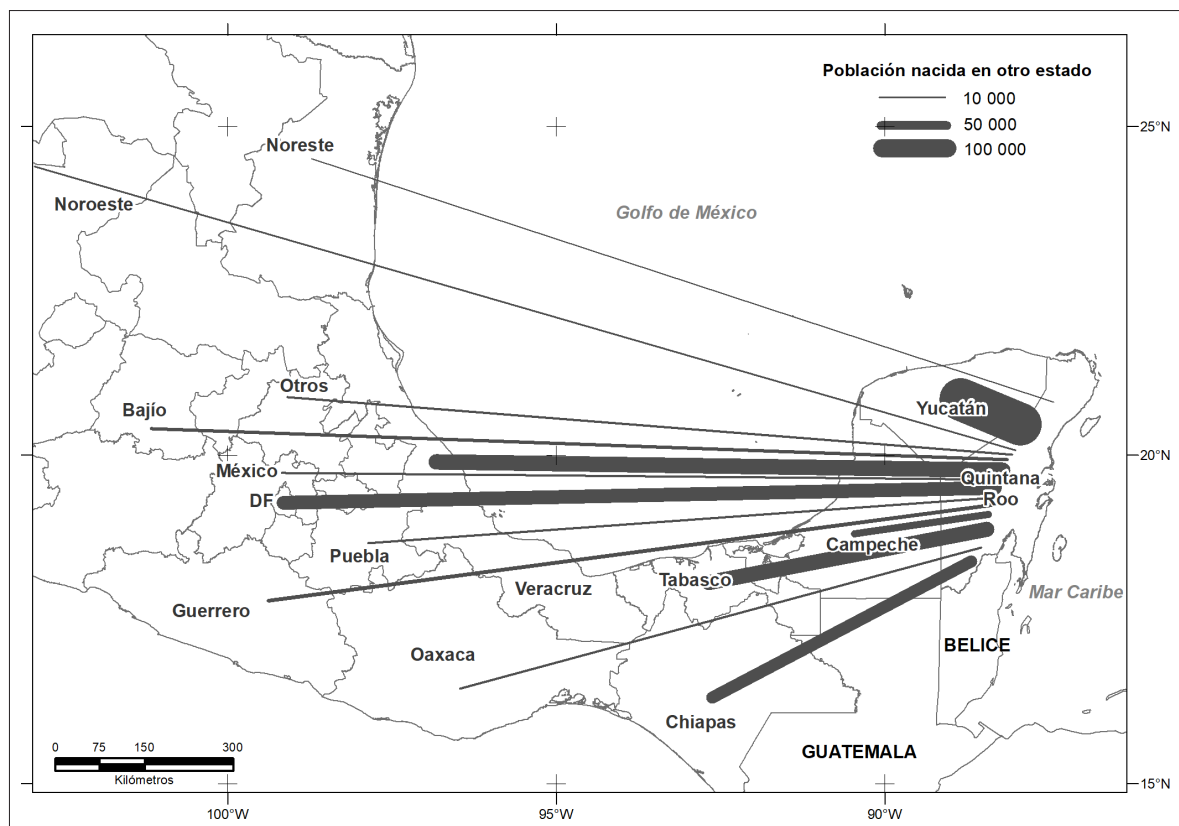 Población nacida en otro estado
10 000
50 000
100 000
25°N
Noreste
Noroeste
Golfo de México
Otros
Bajío
Yucatán
20°N
México
Quintana
Roo
DF
Puebla
Campeche
Tabasco
Veracruz
Guerrero
Mar Caribe
Oaxaca
BELICE
Chiapas
GUATEMALA
0 75 150 300
Kilómetros
15°N
100°W 95°W 90°W